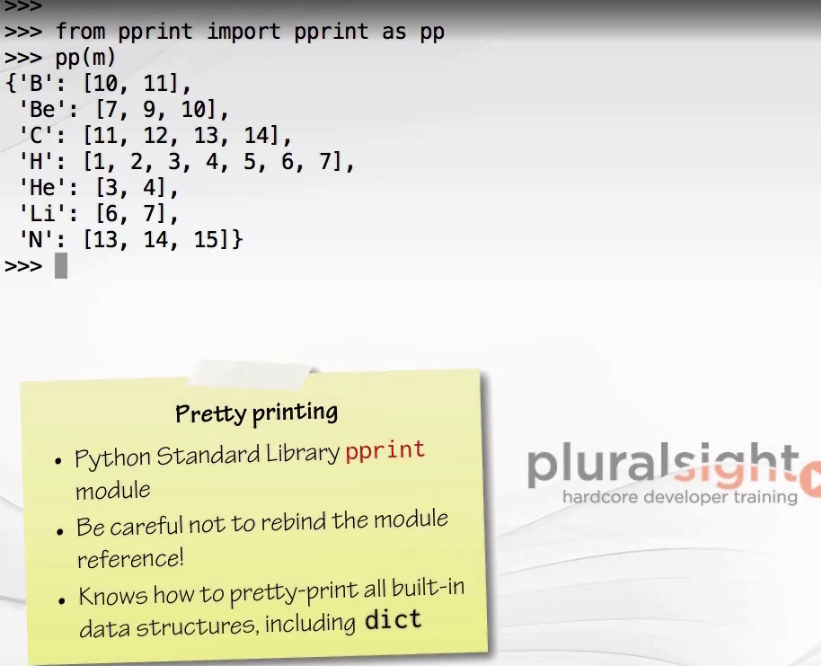 >>>
>>> from pprint import pprint as pp
>>> pp(m)
{'B': [10, 11],
 'Be': [7, 9, 10],
 'C': [11, 12, 13, 14],
 'H': [1, 2, 3, 4, 5, 6, 7],
 'He': [3, 4],
 'Li': [6, 7],
 'N': [13, 14, 15]}
>>>
Pretty printing
• Python Standard Library pprint
module
• Be careful not to rebind the module
reference!
• Knows how to pretty-print all built-in
data structures, including dict
pluralsight
hardcore developer training